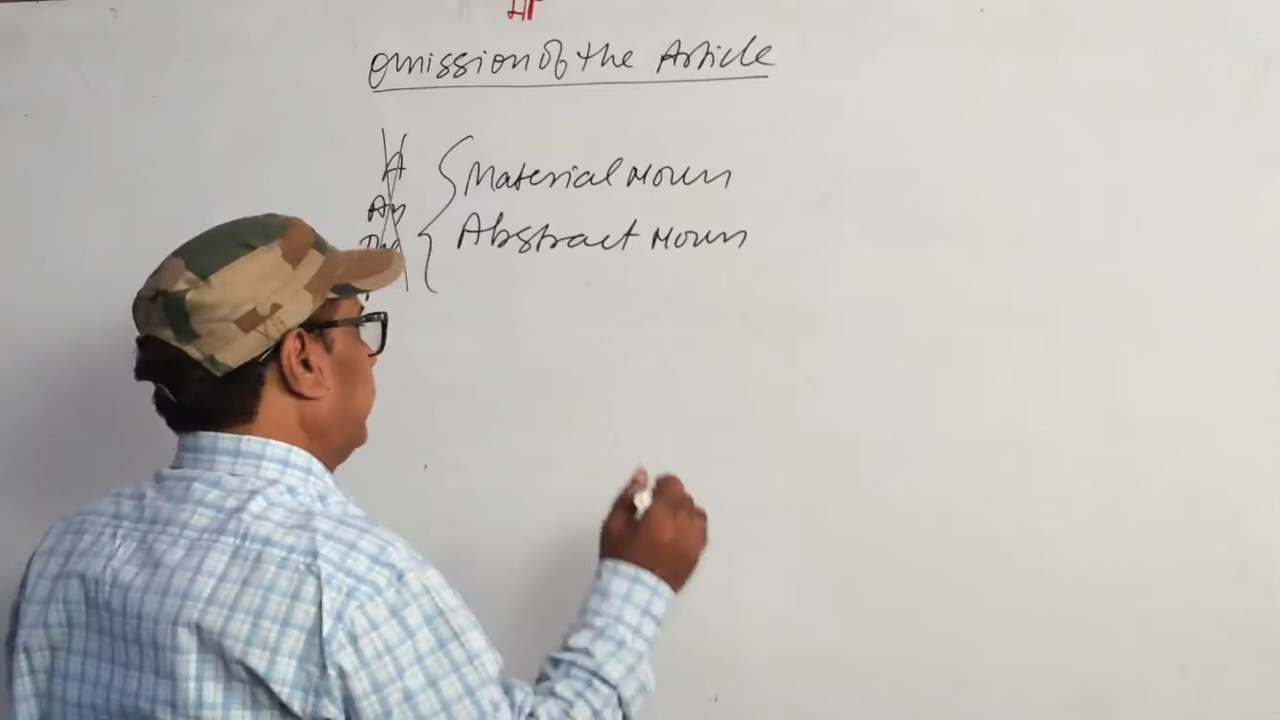 मा
Omission of the Article
A
An
The
Material Noun
Abstract Noun